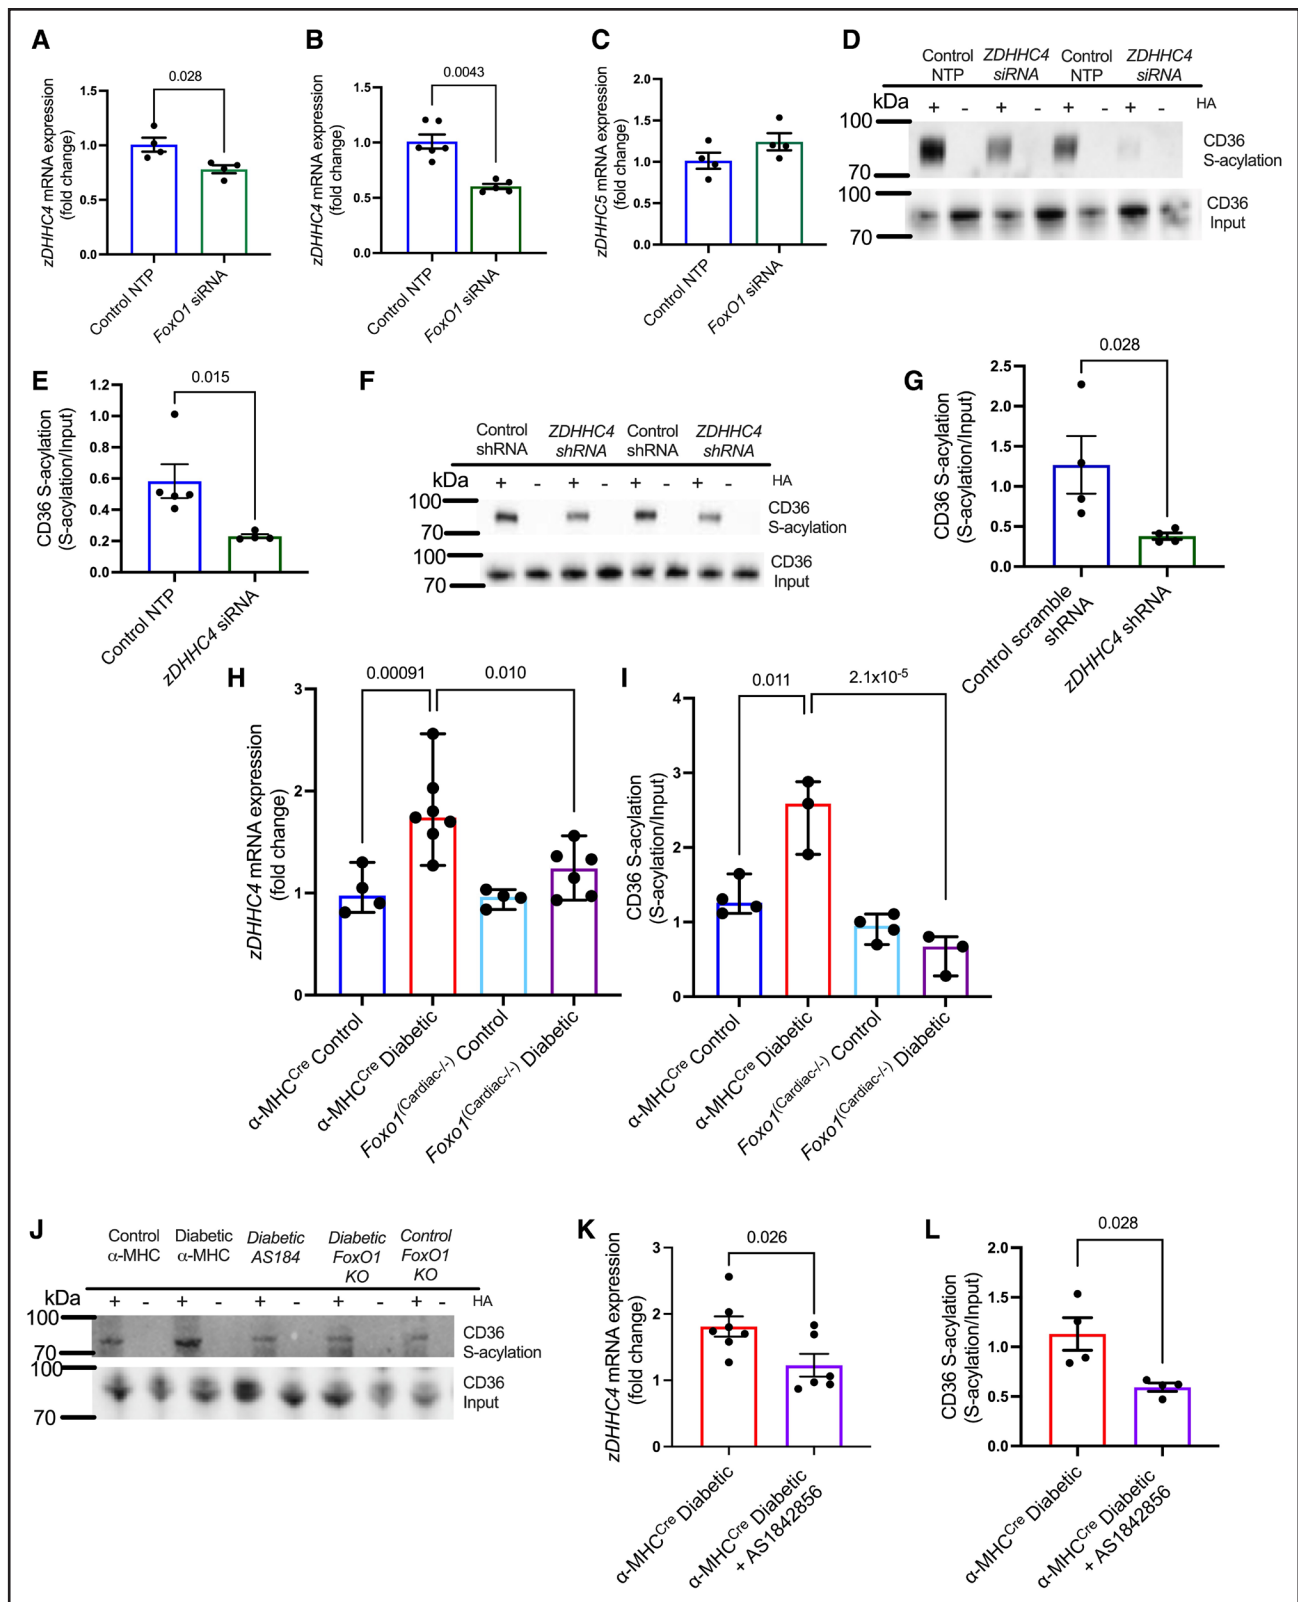 A
zDHHC4 mRNA expression
(fold change)
0.028
1.5
1.0
0.5
0.0
Control NTP
FoxO1 siRNA
B
zDHHC4 mRNA expression
(fold change)
0.0043
1.5
1.0
0.5
0.0
Control NTP
FoxO1 siRNA
C
zDHHC5 mRNA expression
(fold change)
2.0
1.5
1.0
0.5
0.0
Control NTP
FoxO1 siRNA
D
Control ZDHHC4 Control ZDHHC4
NTP siRNA NTP siRNA
kDa + - + - + - + - HA
100
70
CD36
S-acylation
100
70
CD36
Input
E
CD36 S-acylation
(S-acylation/Input)
0.015
1.2
1.0
0.8
0.6
0.4
0.2
0.0
Control NTP
zDHHC4 siRNA
F
Control ZDHHC4 Control ZDHHC4
shRNA shRNA shRNA shRNA
kDa + - + - + - + - HA
100
70
CD36
S-acylation
100
70
CD36
Input
G
CD36 S-acylation
(S-acylation/Input)
0.028
2.5
2.0
1.5
1.0
0.5
0.0
Control scramble
shRNA
zDHHC4 shRNA
H
zDHHC4 mRNA expression
(fold change)
0.00091
0.010
3
2
1
0
α-MHCCre Control
α-MHCCre Diabetic
Foxo1(Cardiac-/-) Control
Foxo1(Cardiac-/-) Diabetic
I
CD36 S-acylation
(S-acylation/Input)
0.011
2.1x10-5
4
3
2
1
0
α-MHCCre Control
α-MHCCre Diabetic
Foxo1(Cardiac-/-) Control
Foxo1(Cardiac-/-) Diabetic
J
Control Diabetic Diabetic Diabetic Control
α-MHC α-MHC AS184 FoxO1 FoxO1
KO KO
kDa + - + - + - + - + - HA
100
70
CD36
S-acylation
100
70
CD36
Input
K
zDHHC4 mRNA expression
(fold change)
0.026
3
2
1
0
α-MHCCre Diabetic
α-MHCCre Diabetic
+ AS1842856
L
CD36 S-acylation
(S-acylation/Input)
0.028
2.0
1.5
1.0
0.5
0.0
α-MHCCre Diabetic
α-MHCCre Diabetic
+ AS1842856